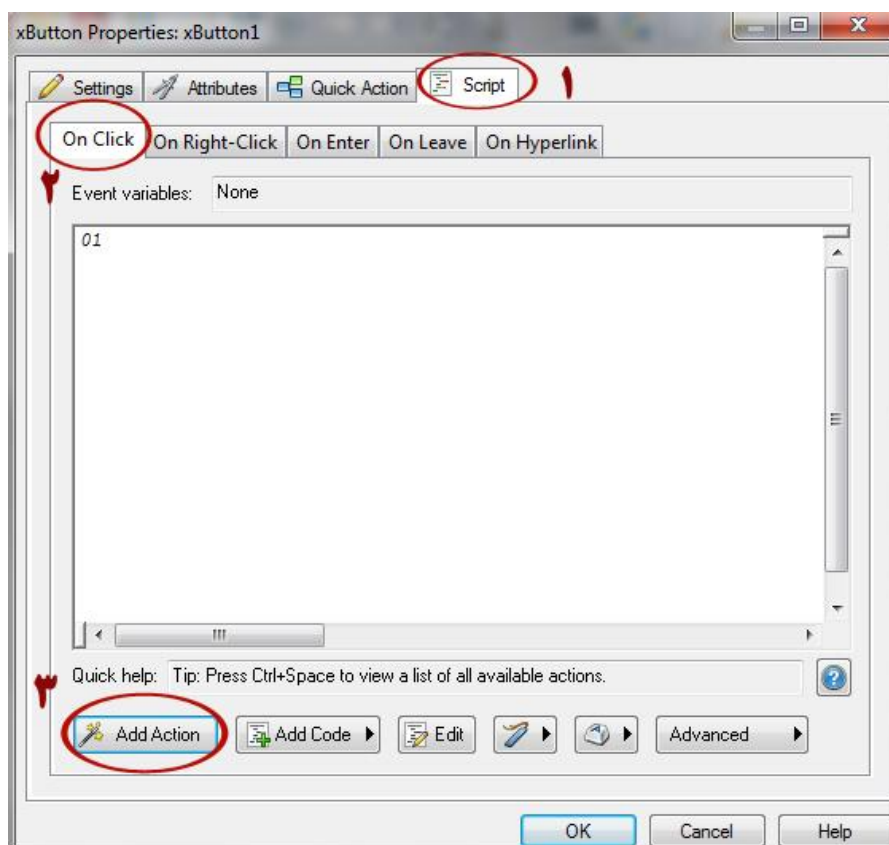 xButton Properties: xButton1
Settings Attributes Quick Action Script ۱
On Click On Right-Click On Enter On Leave On Hyperlink
۲
Event variables: None
01
Quick help: Tip: Press Ctrl+Space to view a list of all available actions.
۳
Add Action Add Code Edit Advanced
OK Cancel Help